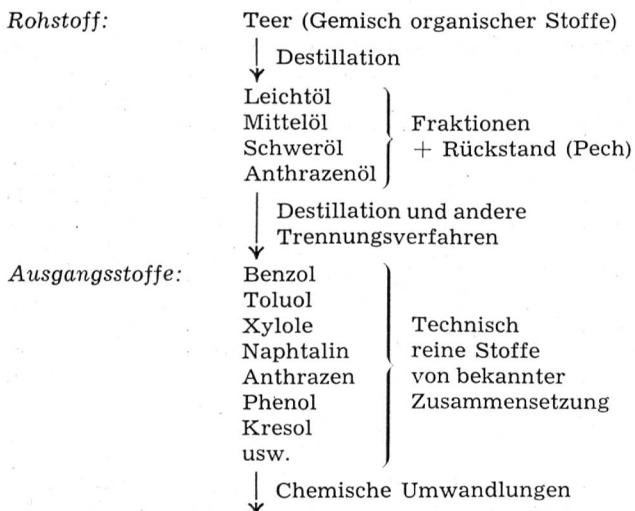 Rohstoff: Teer (Gemisch organischer Stoffe)
Destillation
Leichtöl
Mittelöl Fraktionen
Schweröl + Rückstand (Pech)
Anthrazenöl
Destillation und andere
Trennungsverfahren
Ausgangsstoffe: Benzol
Toluol
Xylole Technisch
Naphtalin reine Stoffe
Anthrazen von bekannter
Phenol Zusammensetzung
Kresol
usw.
Chemische Umwandlungen